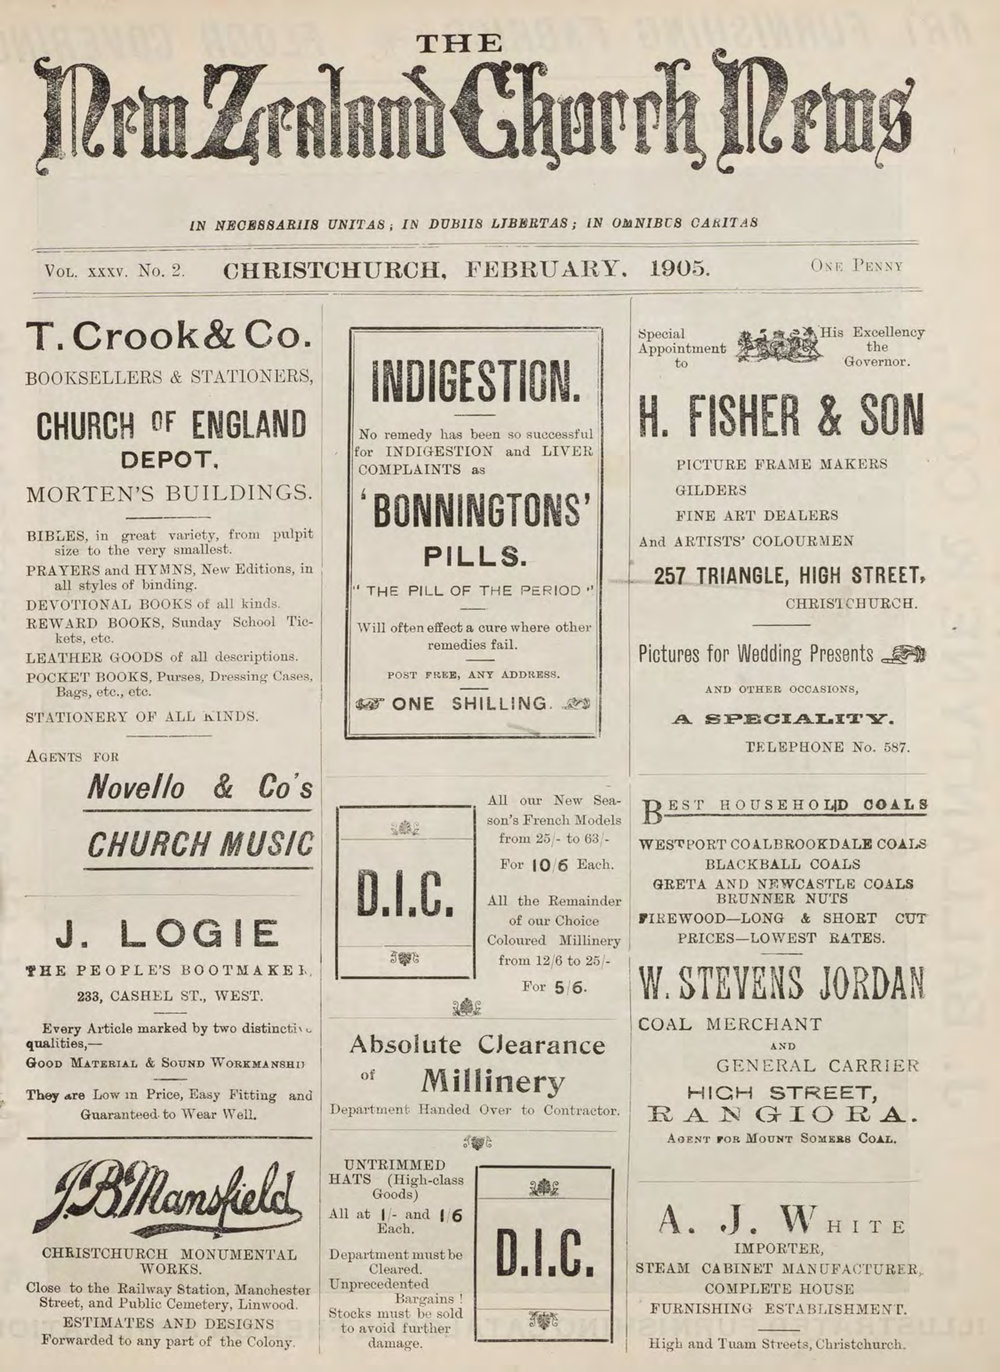 THE
New Zealand Church News
IN NECESSARIIS UNITAS; IN DUBIIS LIBERTAS; IN OMNIBUS CARITAS
VOL. XXXV. No. 2.
CHRISTCHURCH, FEBRUARY. 1905.
ONE PENNY
T. Crook & Co.
BOOKSELLERS & STATIONERS,
CHURCH OF ENGLAND
DEPOT,
MORTEN'S BUILDINGS.
BIBLES, in great variety, from pulpit
size to the very smallest.
PRAYERS and HYMNS, New Editions, in
all styles of binding.
DEVOTIONAL BOOKS of all kinds.
REWARD BOOKS, Sunday School Tic-
kets, etc.
LEATHER GOODS of all descriptions.
POCKET BOOKS, Purses, Dressing Cases,
Bags, etc., etc.
STATIONERY OF ALL KINDS.
AGENTS FOR
Novello & Co's
CHURCH MUSIC
J. LOGIE
THE PEOPLE'S BOOTMAKER,
233, CASHEL ST., WEST.
Every Article marked by two distinctive
qualities,—
GOOD MATERIAL & SOUND WORKMANSHIP
They are Low in Price, Easy Fitting and
Guaranteed to Wear Well.
J.B. Mansfield
CHRISTCHURCH MONUMENTAL
WORKS.
Close to the Railway Station, Manchester
Street, and Public Cemetery, Linwood.
ESTIMATES AND DESIGNS
Forwarded to any part of the Colony.
INDIGESTION.
No remedy has been so successful
for INDIGESTION and LIVER
COMPLAINTS as
'BONNINGTONS'
PILLS.
"THE PILL OF THE PERIOD"
Will often effect a cure where other
remedies fail.
POST FREE, ANY ADDRESS.
ONE SHILLING.
D.I.C.
All our New Sea-
son's French Models
from 25/- to 63/-
For 10/6 Each.
All the Remainder
of our Choice
Coloured Millinery
from 12/6 to 25/-
For 5/6.
Absolute Clearance
of Millinery
Department Handed Over to Contractor.
UNTRIMMED
HATS (High-class
Goods)
All at 1/- and 1/6
Each.
Department must be
Cleared.
Unprecedented
Bargains !
Stocks must be sold
to avoid further
damage.
D.I.C.
Special
Appointment
to
His Excellency
the
Governor.
H. FISHER & SON
PICTURE FRAME MAKERS
GILDERS
FINE ART DEALERS
And ARTISTS' COLOURMEN
257 TRIANGLE, HIGH STREET,
CHRISTCHURCH.
Pictures for Wedding Presents
AND OTHER OCCASIONS,
A SPECIALITY.
TELEPHONE No. 587.
BEST HOUSEHOLD COALS
WESTPORT COALBROOKDALE COALS
BLACKBALL COALS
GRETA AND NEWCASTLE COALS
BRUNNER NUTS
FIREWOOD—LONG & SHORT CUT
PRICES—LOWEST RATES.
W. STEVENS JORDAN
COAL MERCHANT
AND
GENERAL CARRIER
HIGH STREET,
RANGIORA.
AGENT FOR MOUNT SOMERS COAL.
A. J. WHITE
IMPORTER,
STEAM CABINET MANUFACTURER,
COMPLETE HOUSE
FURNISHING ESTABLISHMENT.
High and Tuam Streets, Christchurch.